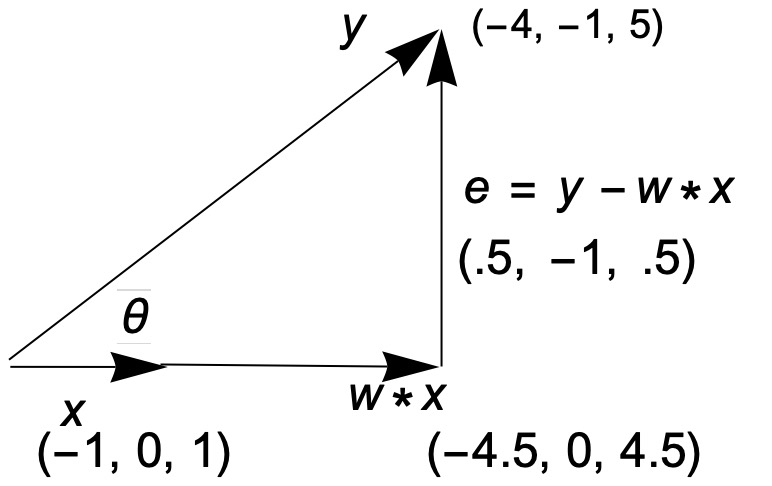 y (−4, −1, 5)
e = y − w * x
(.5, −1, .5)
θ
x w * x
(−1, 0, 1) (−4.5, 0, 4.5)